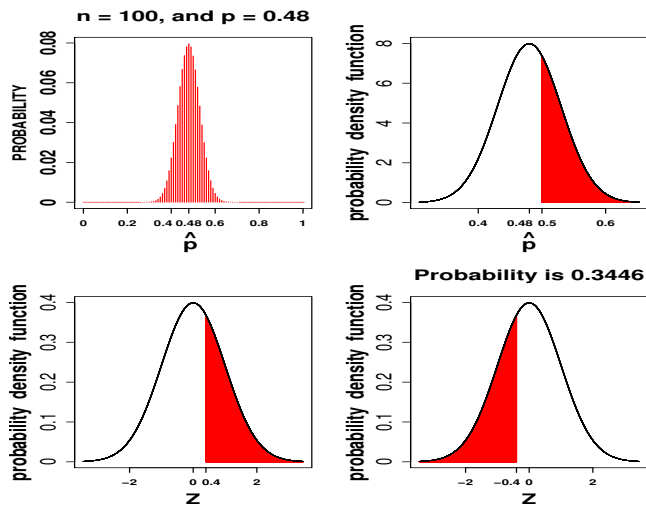 n = 100, and p = 0.48
PROBABILITY
0 0.02 0.04 0.06 0.08
0 0.2 0.4 0.48 0.6 0.8 1
p̂
probability density function
0 2 4 6 8
0.4 0.48 0.5 0.6
p̂
probability density function
0 0.1 0.2 0.3 0.4
-2 0 0.4 2
Z
Probability is 0.3446
probability density function
0 0.1 0.2 0.3 0.4
-2 -0.4 0 2
Z